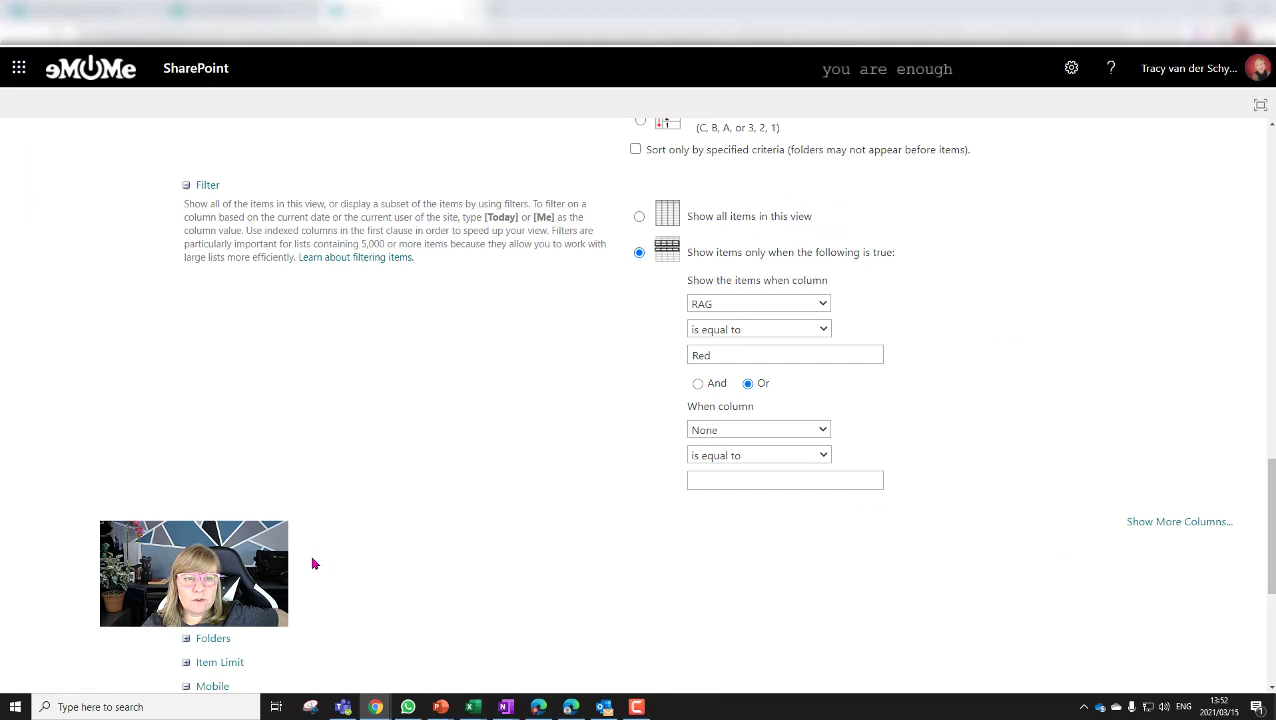 eMOMe
SharePoint
you are enough
?
Tracy van der Schy...
(C, B, A, or 3, 2, 1)
Sort only by specified criteria (folders may not appear before items).
Filter
Show all of the items in this view, or display a subset of the items by using filters. To filter on a
column based on the current date or the current user of the site, type [Today] or [Me] as the
column value. Use indexed columns in the first clause in order to speed up your view. Filters are
particularly important for lists containing 5,000 or more items because they allow you to work with
large lists more efficiently. Learn about filtering items.
Show all items in this view
Show items only when the following is true:
Show the items when column
RAG
is equal to
Red
And Or
When column
None
is equal to
Show More Columns...
Folders
Item Limit
Mobile
Type here to search
ENG
13:52
2021/03/15